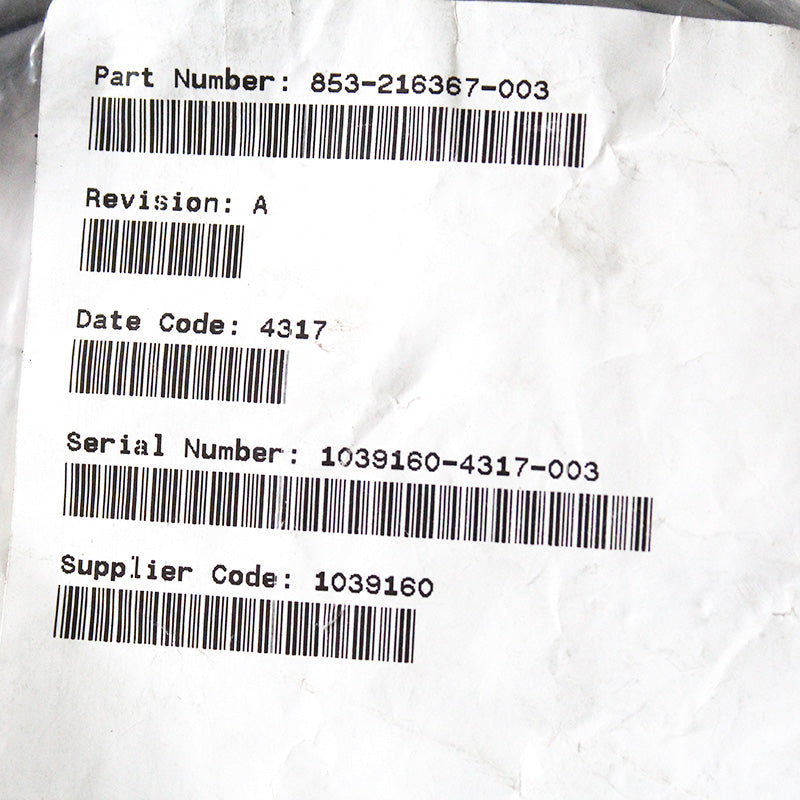 Part Number: 853-216367-003
Revision: A
Date Code: 4317
Serial Number: 1039160-4317-003
Supplier Code: 1039160